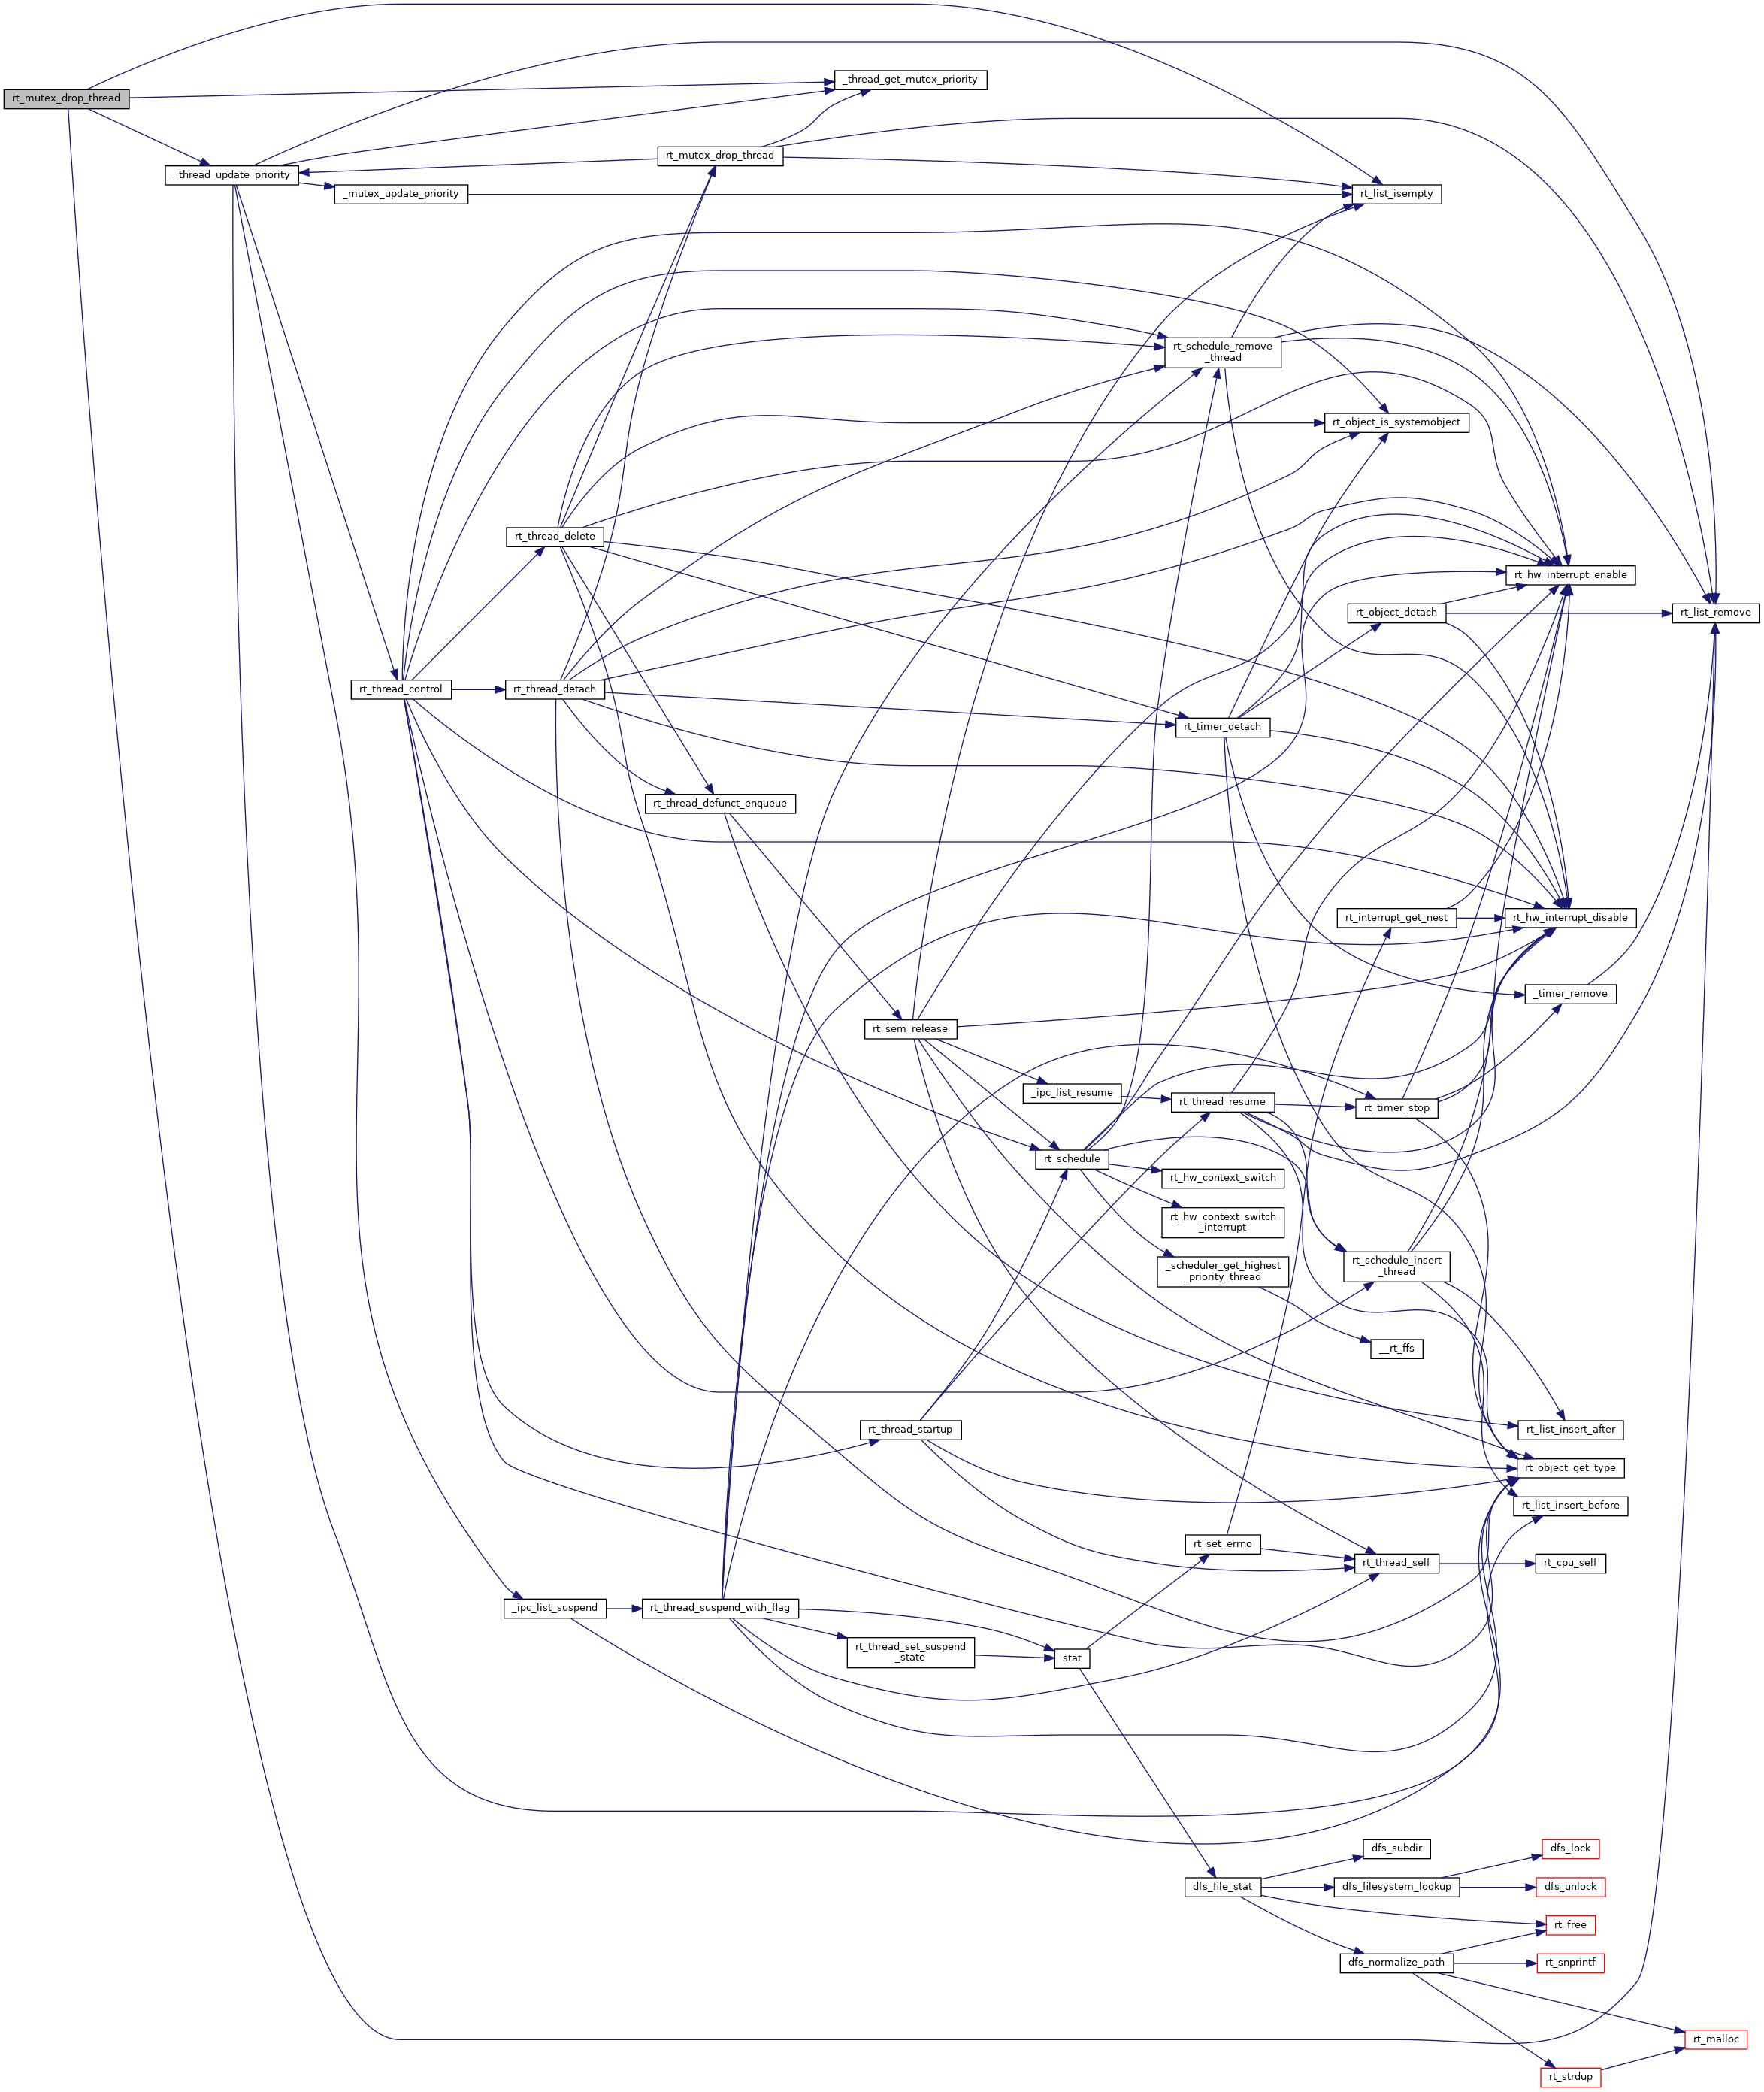 rt_mutex_drop_thread
_thread_get_mutex_priority
rt_mutex_drop_thread
_thread_update_priority
_mutex_update_priority
rt_list_isempty
rt_schedule_remove
_thread
rt_object_is_systemobject
rt_thread_delete
rt_hw_interrupt_enable
rt_object_detach
rt_list_remove
rt_thread_control
rt_thread_detach
rt_timer_detach
rt_thread_defunct_enqueue
rt_interrupt_get_nest
rt_hw_interrupt_disable
_timer_remove
rt_sem_release
_ipc_list_resume
rt_thread_resume
rt_timer_stop
rt_schedule
rt_hw_context_switch
rt_hw_context_switch
_interrupt
_scheduler_get_highest
_priority_thread
rt_schedule_insert
_thread
__rt_ffs
rt_thread_startup
rt_list_insert_after
rt_object_get_type
rt_list_insert_before
rt_set_errno
rt_thread_self
rt_cpu_self
_ipc_list_suspend
rt_thread_suspend_with_flag
rt_thread_set_suspend
_state
stat
dfs_subdir
dfs_lock
dfs_file_stat
dfs_filesystem_lookup
dfs_unlock
rt_free
dfs_normalize_path
rt_snprintf
rt_malloc
rt_strdup